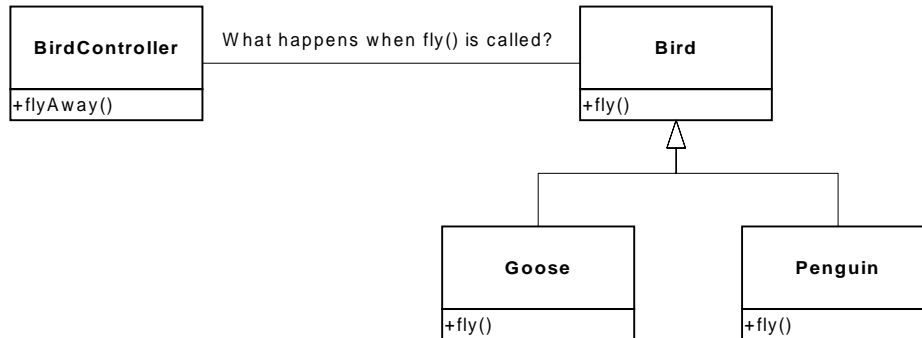 BirdController
What happens when fly() is called?
Bird
+flyAway()
+fly()
Goose
Penguin
+fly()
+fly()